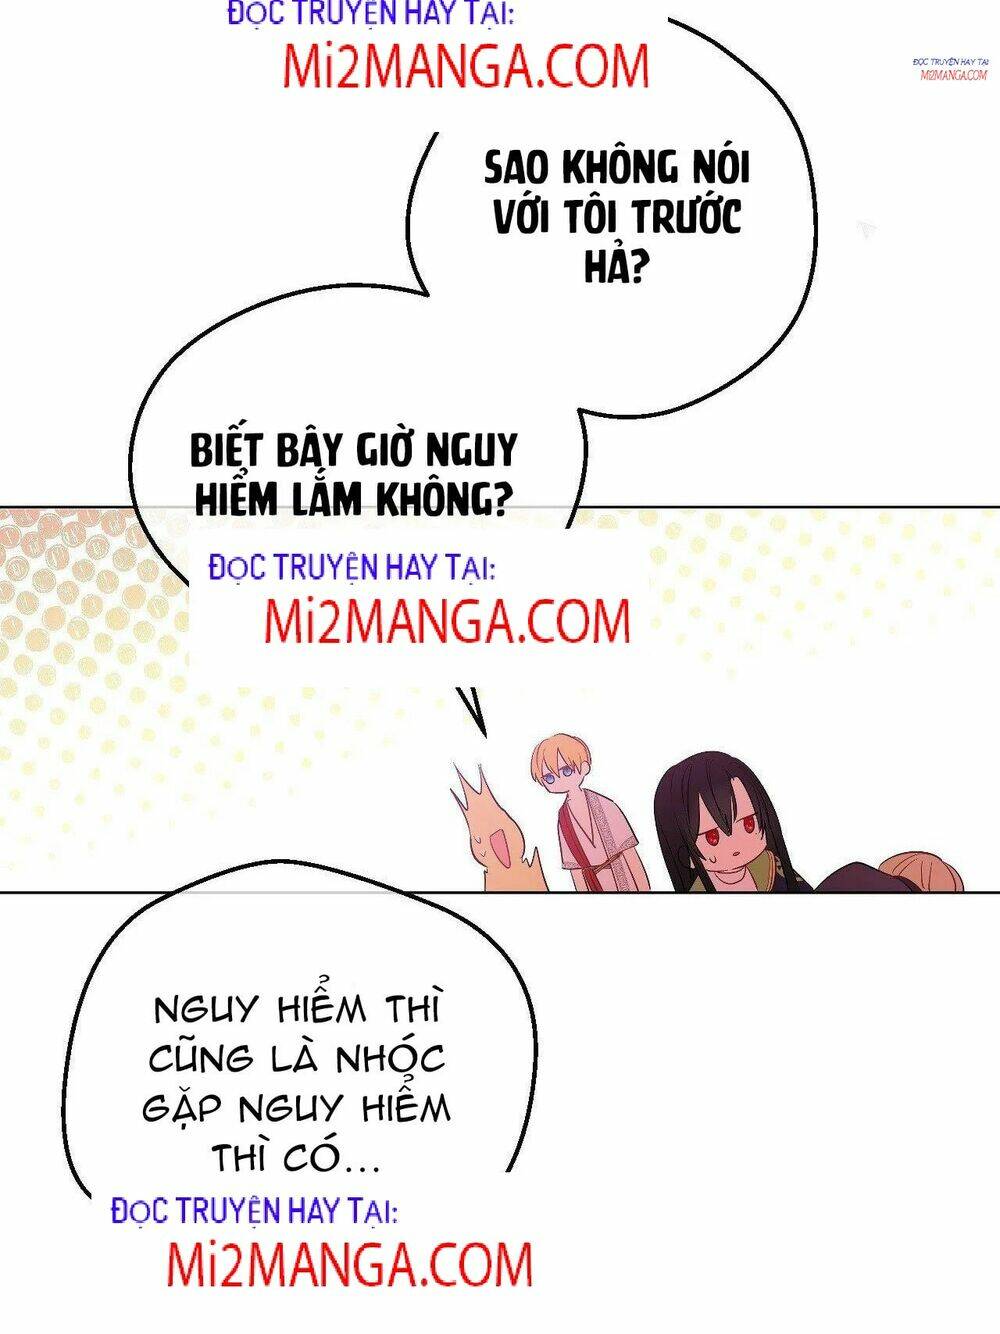 ĐỌC TRUYỆN HAY TẠI:
Mi2MANGA.COM
ĐỌC TRUYỆN HAY TẠI
Mi2MANGA.COM
SAO KHÔNG NÓI
VỚI TÔI TRƯỚC
HẢ?
BIẾT BÂY GIỜ NGUY
HIỂM LẮM KHÔNG?
ĐỌC TRUYỆN HAY TẠI:
Mi2MANGA.COM
NGUY HIỂM THÌ
CŨNG LÀ NHÓC
GẶP NGUY HIỂM
THÌ CÓ...
ĐỌC TRUYỆN HAY TẠI:
Mi2MANGA.COM